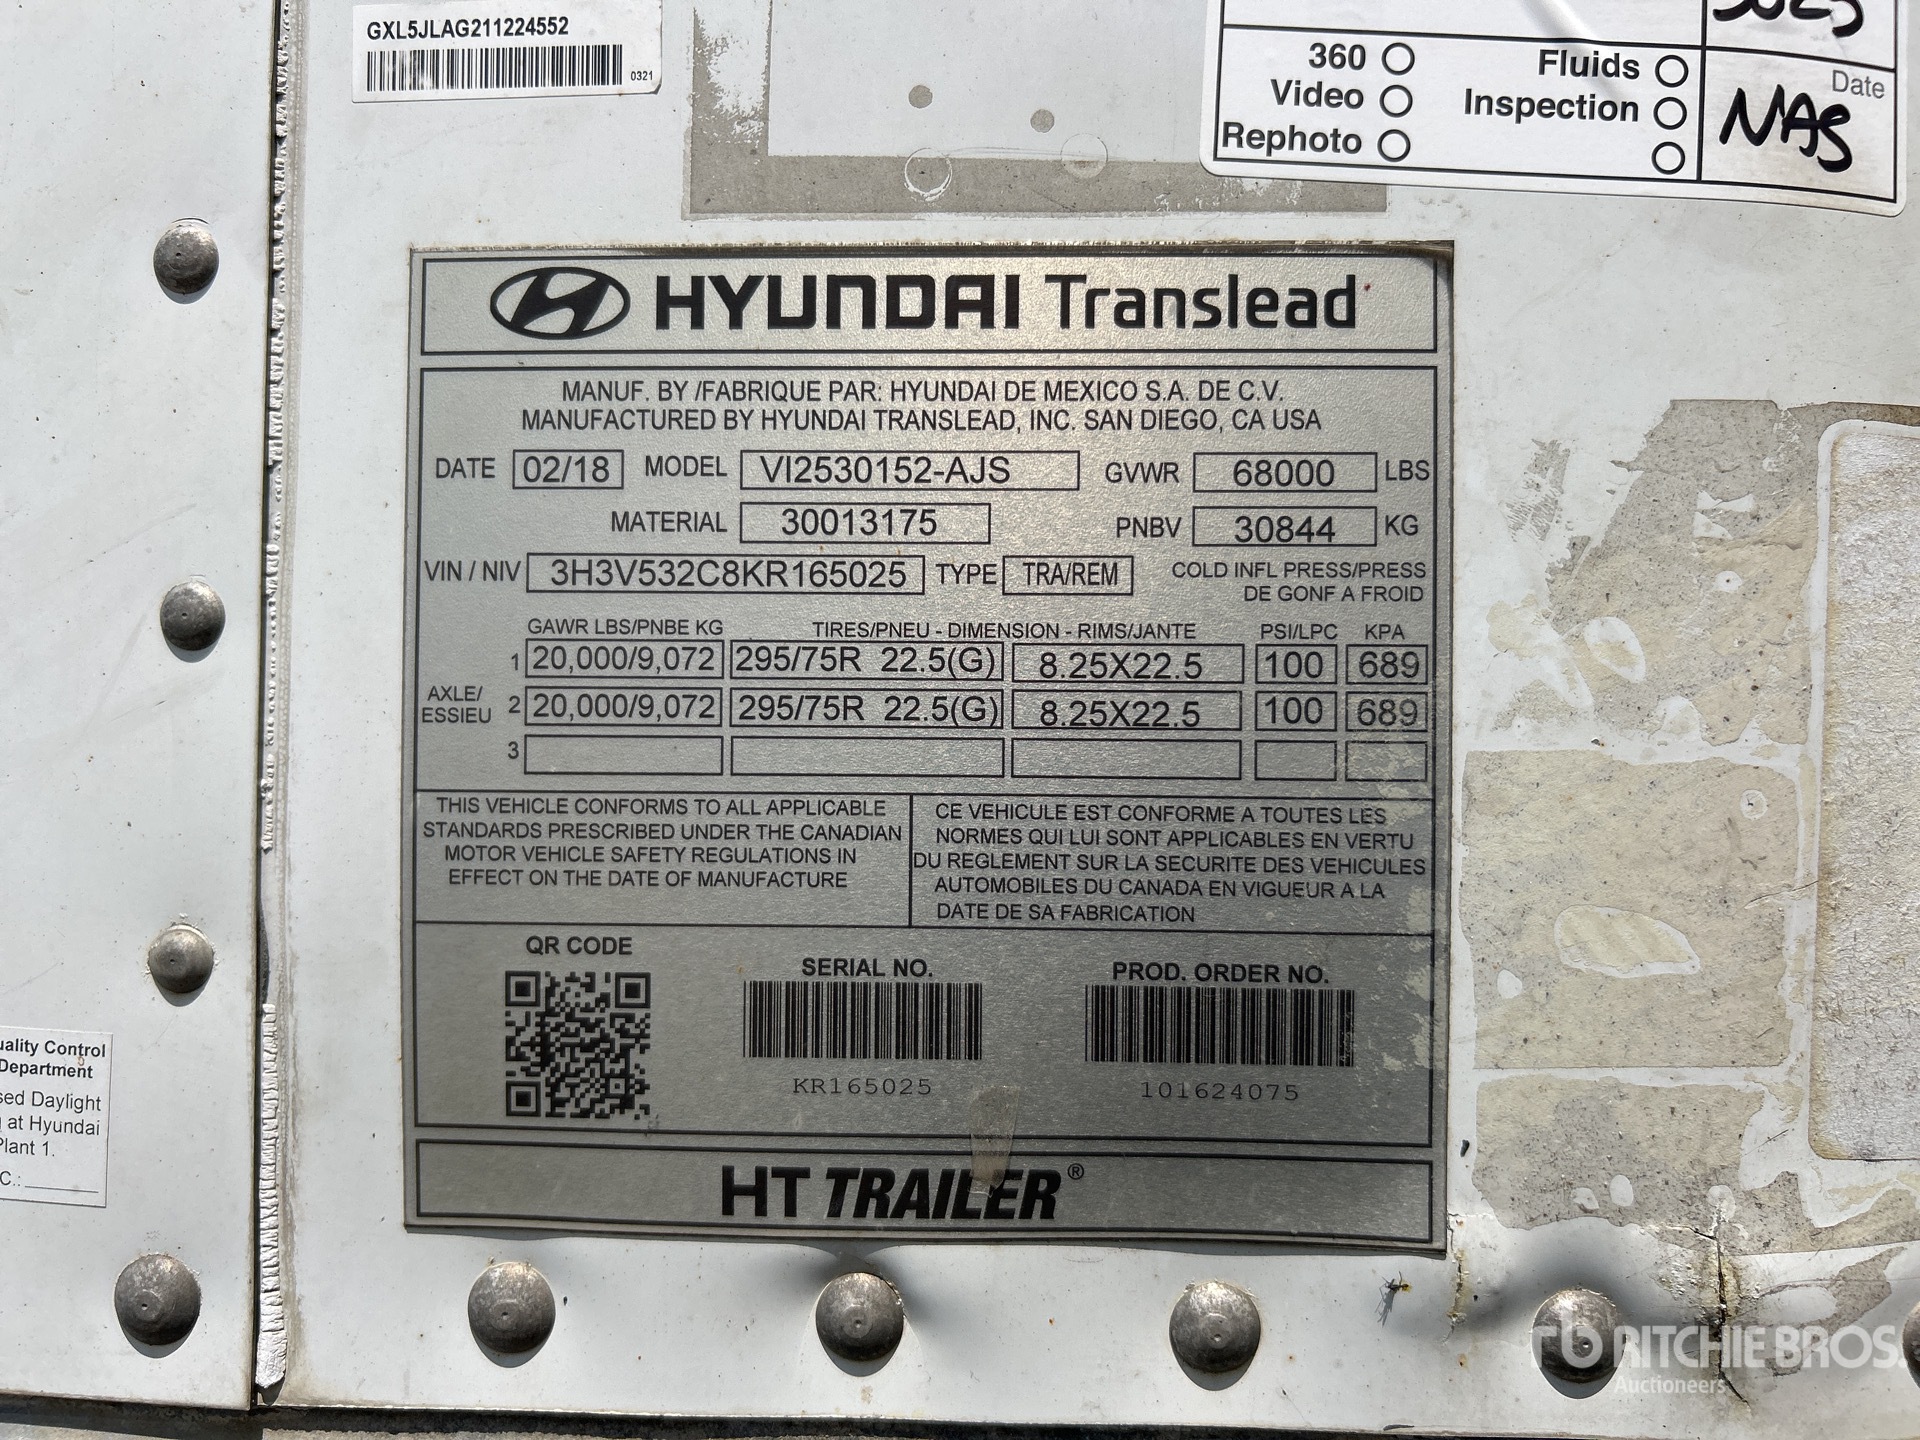 GXL5JLAG211224552
0321
360
Video
Rephoto
Fluids
Inspection
Date
NAS
HYUNDAI Translead
MANUF. BY /FABRIQUE PAR: HYUNDAI DE MEXICO S.A. DE C.V.
MANUFACTURED BY HYUNDAI TRANSLEAD, INC. SAN DIEGO, CA USA
DATE 02/18 MODEL VI2530152-AJS GVWR 68000 LBS
MATERIAL 30013175 PNBV 30844 KG
VIN / NIV 3H3V532C8KR165025 TYPE TRA/REM COLD INFL PRESS/PRESS
DE GONF A FROID
GAWR LBS/PNBE KG TIRES/PNEU - DIMENSION - RIMS/JANTE PSI/LPC KPA
1 20,000/9,072 295/75R 22.5(G) 8.25X22.5 100 689
AXLE/
ESSIEU 2 20,000/9,072 295/75R 22.5(G) 8.25X22.5 100 689
3
THIS VEHICLE CONFORMS TO ALL APPLICABLE
STANDARDS PRESCRIBED UNDER THE CANADIAN
MOTOR VEHICLE SAFETY REGULATIONS IN
EFFECT ON THE DATE OF MANUFACTURE
CE VEHICULE EST CONFORME A TOUTES LES
NORMES QUI LUI SONT APPLICABLES EN VERTU
DU REGLEMENT SUR LA SECURITE DES VEHICULES
AUTOMOBILES DU CANADA EN VIGUEUR A LA
DATE DE SA FABRICATION
QR CODE
SERIAL NO.
KR165025
PROD. ORDER NO.
101624075
HT TRAILER®
uality Control
Department
sed Daylight
at Hyundai
Plant 1.
C.:
RITCHIE BROS.
Auctioneers